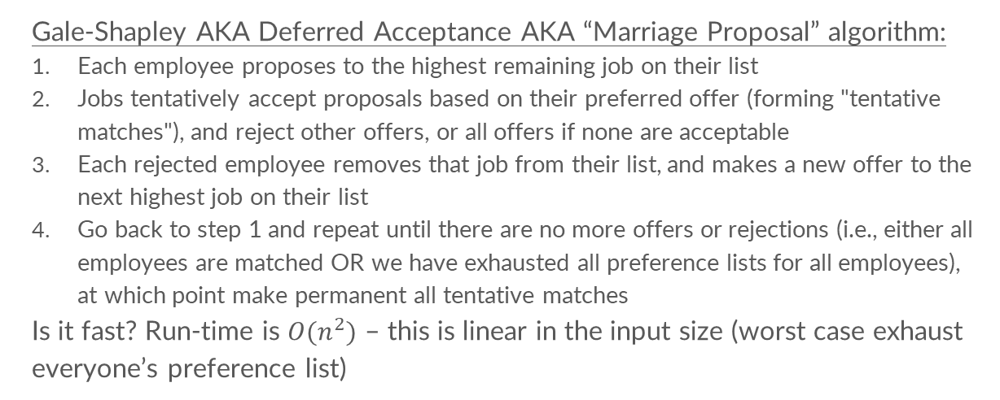 Gale-Shapley AKA Deferred Acceptance AKA “Marriage Proposal” algorithm:
1. Each employee proposes to the highest remaining job on their list
2. Jobs tentatively accept proposals based on their preferred offer (forming "tentative
matches"), and reject other offers, or all offers if none are acceptable
3. Each rejected employee removes that job from their list, and makes a new offer to the
next highest job on their list
4. Go back to step 1 and repeat until there are no more offers or rejections (i.e., either all
employees are matched OR we have exhausted all preference lists for all employees),
at which point make permanent all tentative matches
Is it fast? Run-time is O(n²) – this is linear in the input size (worst case exhaust
everyone’s preference list)